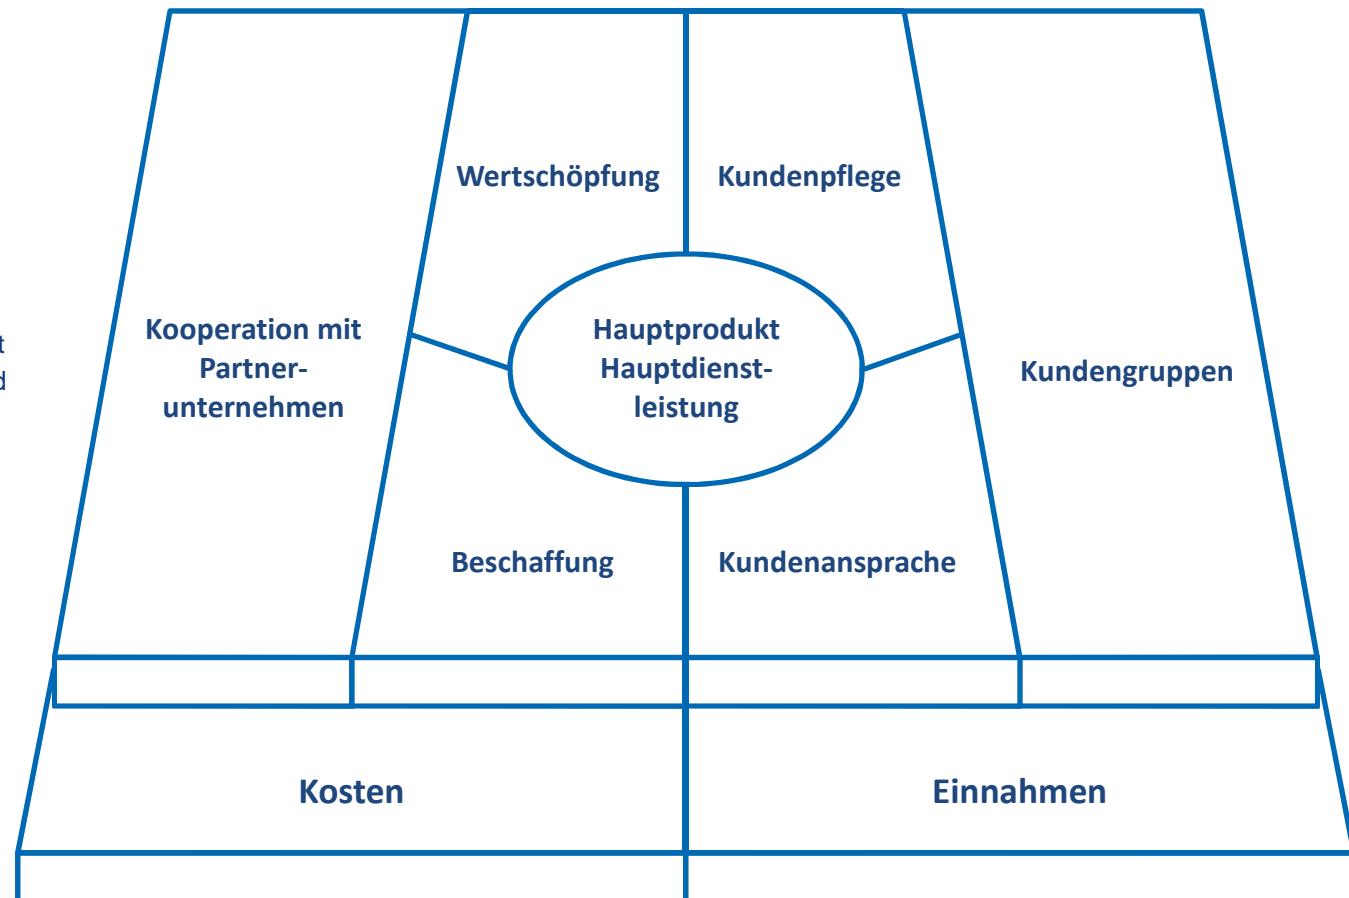 Wertschöpfung
Kundenpflege
Kooperation mit
Partner-
unternehmen
Hauptprodukt
Hauptdienst-
leistung
Kundengruppen
Beschaffung
Kundenansprache
Kosten
Einnahmen